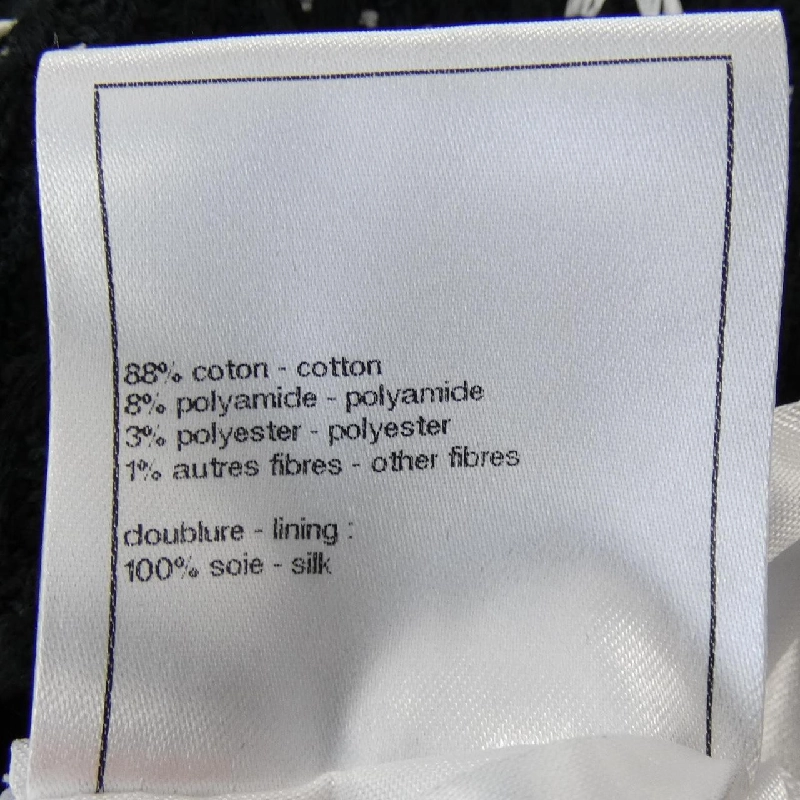 88% coton - cotton
8% polyamide - polyamide
3% polyester - polyester
1% autres fibres - other fibres
doublure - lining :
100% soie - silk